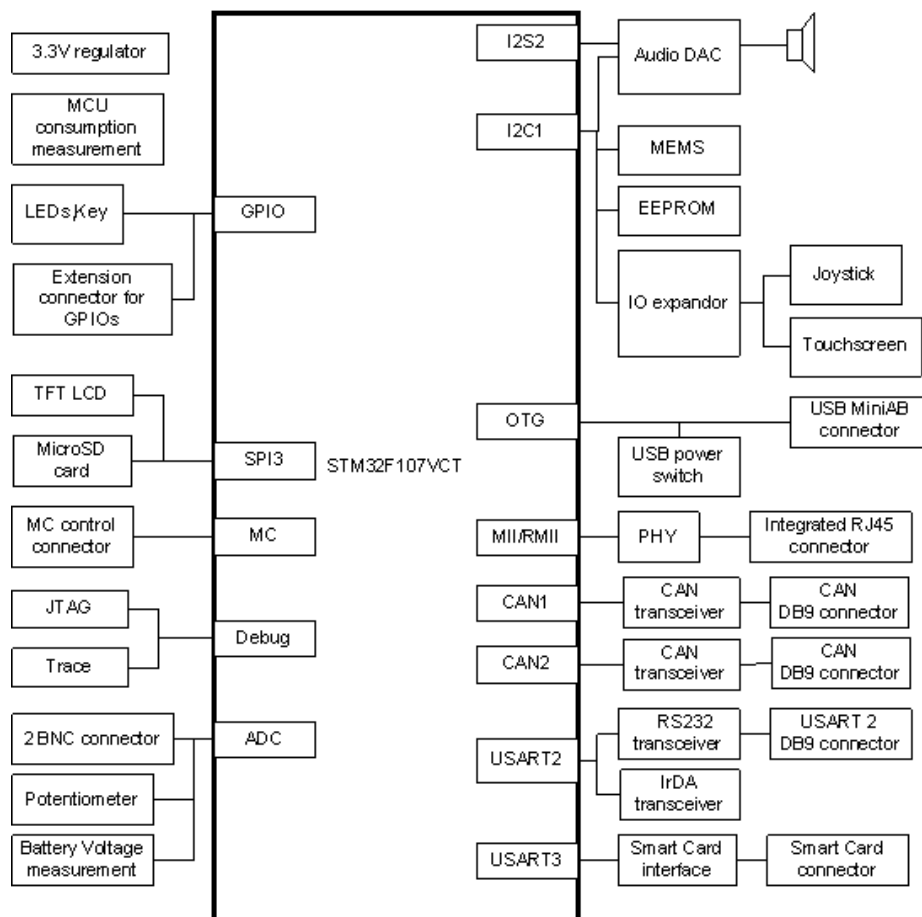 3.3V regulator
MCU
consumption
measurement
LEDs,Key
Extension
connector for
GPIOs
TFT LCD
MicroSD
card
MC control
connector
JTAG
Trace
2 BNC connector
Potentiometer
Battery Voltage
measurement
GPIO
SPI3
MC
Debug
ADC
STM32F107VCT
I2S2
I2C1
OTG
MII/RMII
CAN1
CAN2
USART2
USART3
Audio DAC
MEMS
EEPROM
IO expandor
Joystick
Touchscreen
USB MiniAB
connector
USB power
switch
PHY
Integrated RJ45
connector
CAN
transceiver
CAN
DB9 connector
CAN
transceiver
CAN
DB9 connector
RS232
transceiver
USART 2
DB9 connector
IrDA
transceiver
Smart Card
interface
Smart Card
connector